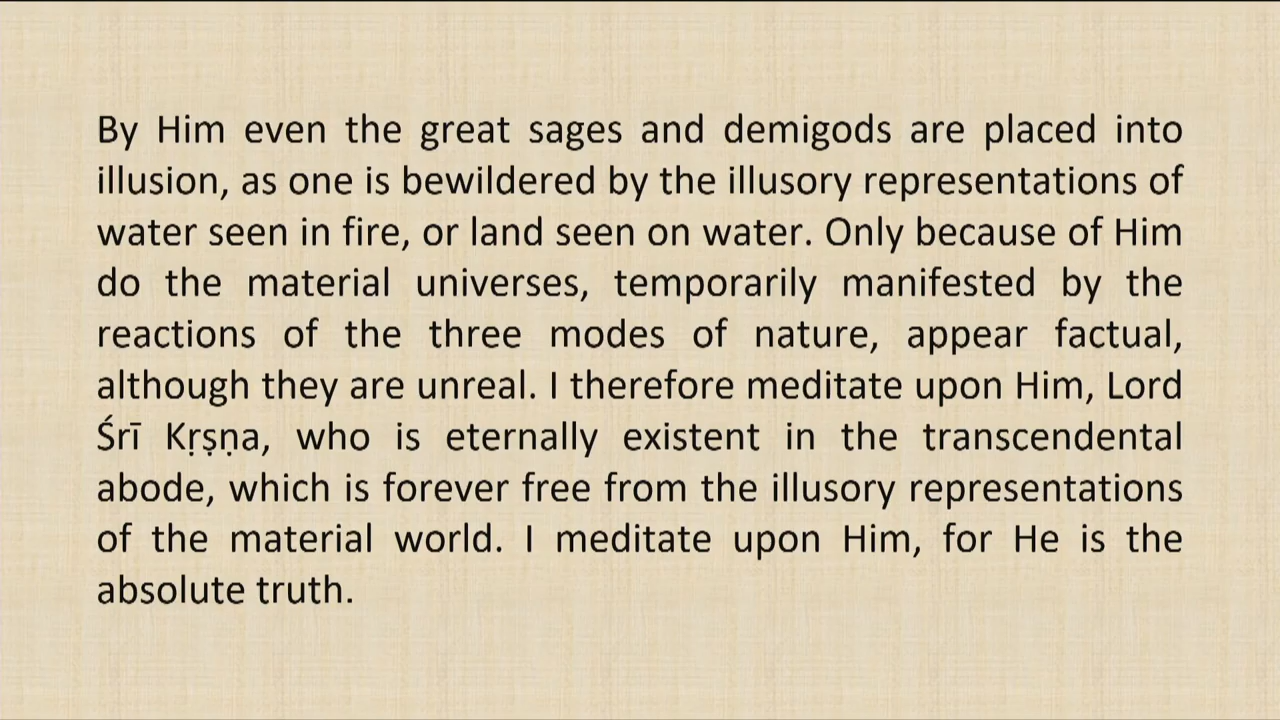 By Him even the great sages and demigods are placed into
illusion, as one is bewildered by the illusory representations of
water seen in fire, or land seen on water. Only because of Him
do the material universes, temporarily manifested by the
reactions of the three modes of nature, appear factual,
although they are unreal. I therefore meditate upon Him, Lord
Śrī Kṛṣṇa, who is eternally existent in the transcendental
abode, which is forever free from the illusory representations
of the material world. I meditate upon Him, for He is the
absolute truth.